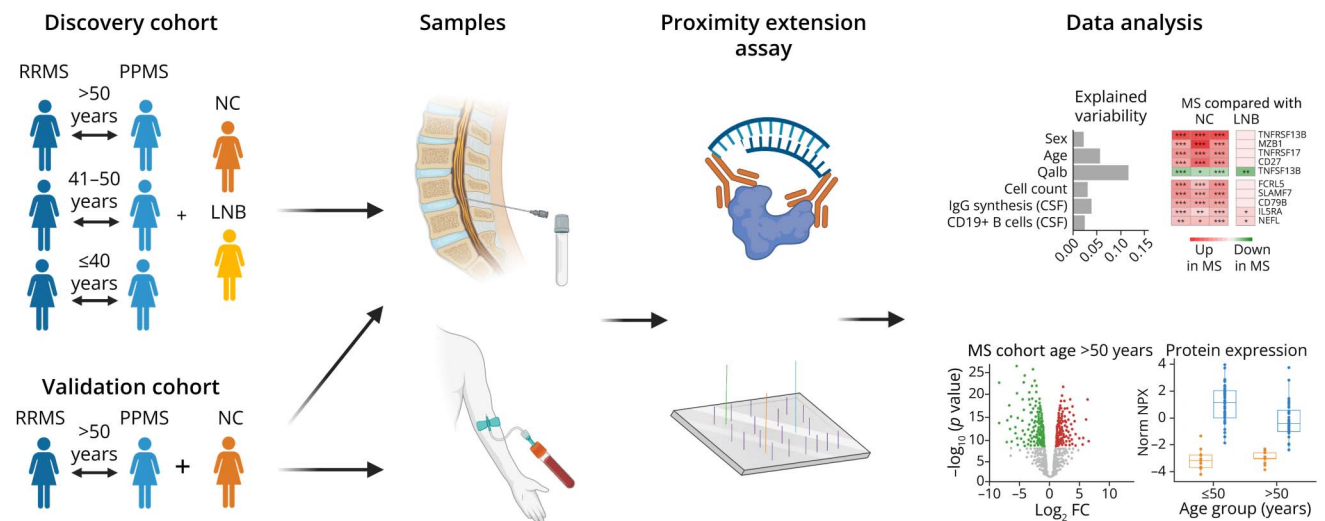 Discovery cohort
RRMS
PPMS
>50
years
41–50
years
≤40
years
+
NC
LNB
Validation cohort
RRMS
PPMS
NC
>50
years
+
Samples
Proximity extension
assay
Data analysis
Explained
variability
Sex
Age
Qalb
Cell count
IgG synthesis (CSF)
CD19+ B cells (CSF)
0.00
0.05
0.10
0.15
MS compared with
NC
LNB
TNFRSF13B
MZB1
TNFRSF17
CD27
TNFSF13B
FCRL5
SLAMF7
CD79B
IL5RA
NEFL
Up
in MS
Down
in MS
MS cohort age >50 years
–log10 (p value)
25
20
15
10
5
0
−10
−5
0
5
10
Log2 FC
Protein expression
Norm NPX
4
2
0
−2
−4
≤50
>50
Age group (years)